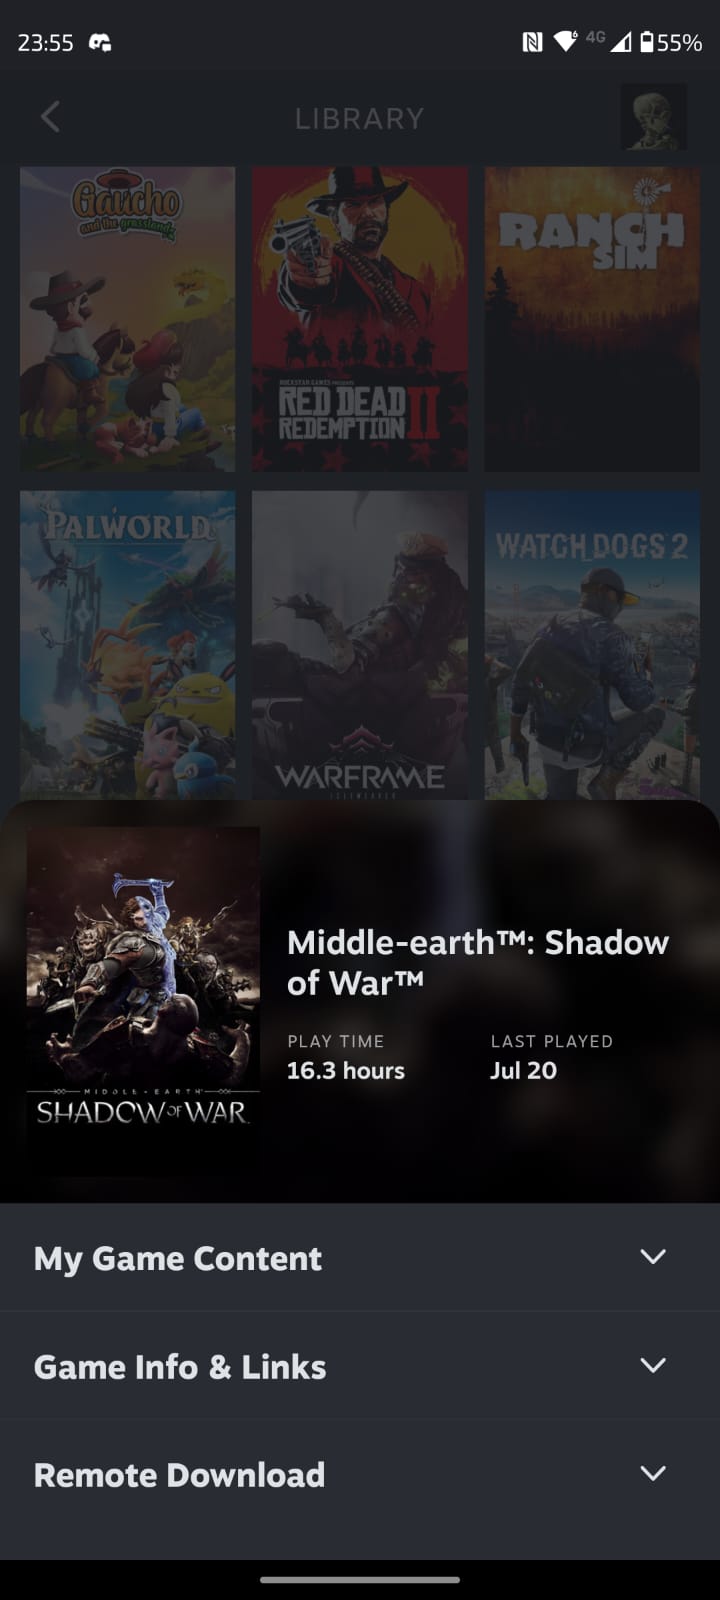 23:55
4G
55%
LIBRARY
Gaucho
and the grasslands
ROCKSTAR GAMES PRESENTS
RED DEAD
REDEMPTION II
RANCH
SIM
PALWORLD
WARFRAME
WATCH DOGS 2
MIDDLE-EARTH
SHADOW OF WAR
Middle-earth™: Shadow
of War™
PLAY TIME
LAST PLAYED
16.3 hours
Jul 20
My Game Content
Game Info & Links
Remote Download